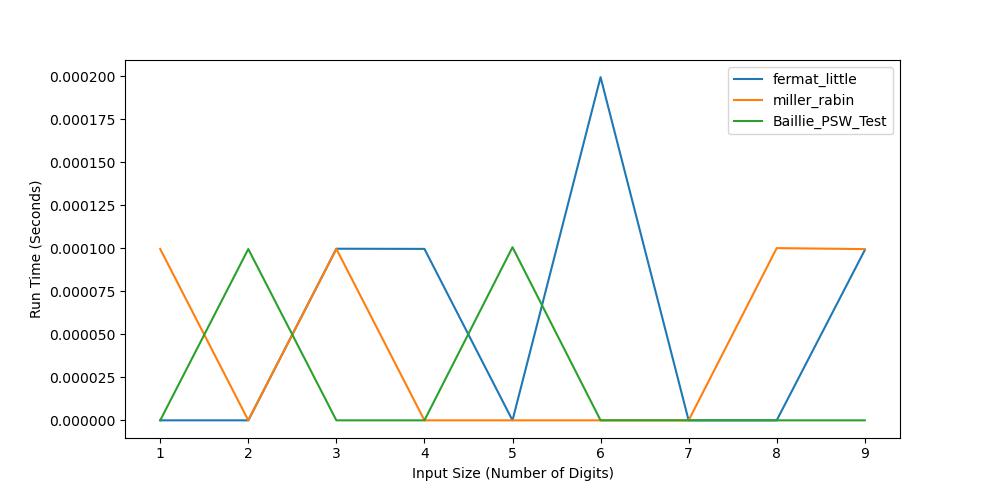 0.000200
0.000175
0.000150
0.000125
0.000100
0.000075
0.000050
0.000025
0.000000
Run Time (Seconds)
fermat_little
miller_rabin
Baillie_PSW_Test
1 2 3 4 5 6 7 8 9
Input Size (Number of Digits)